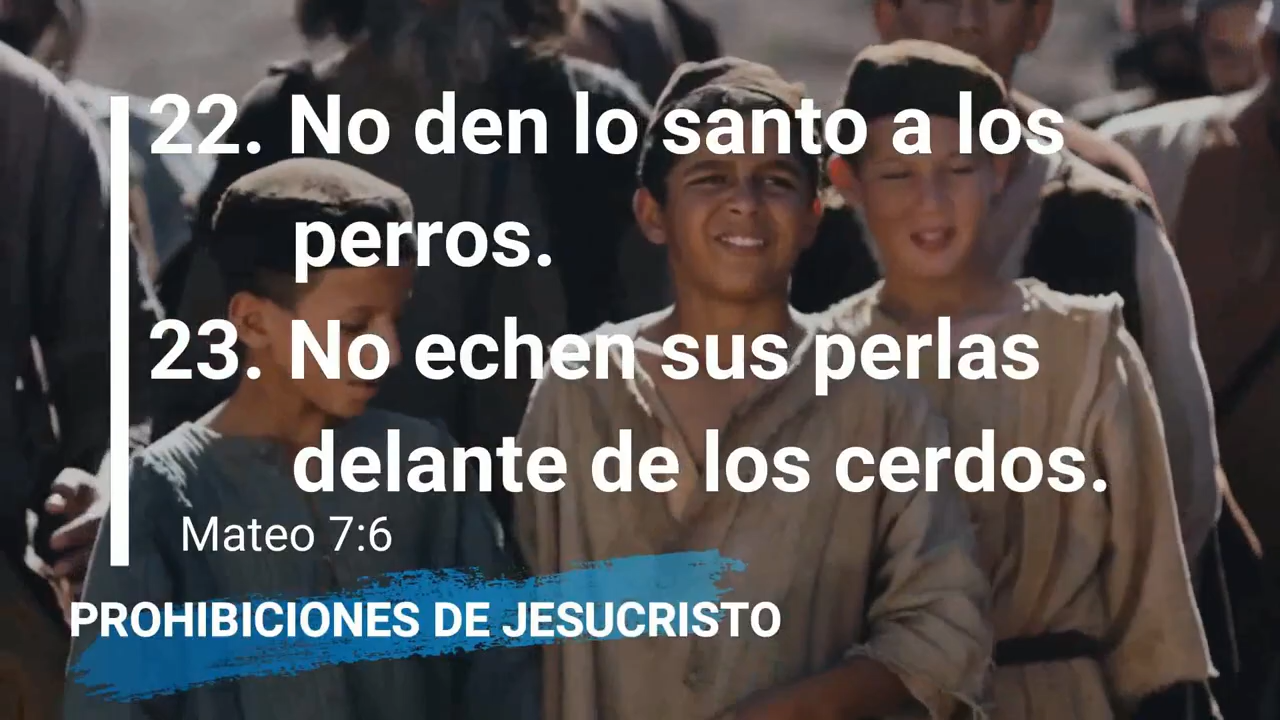 22. No den lo santo a los
perros.
23. No echen sus perlas
delante de los cerdos.
Mateo 7:6
PROHIBICIONES DE JESUCRISTO